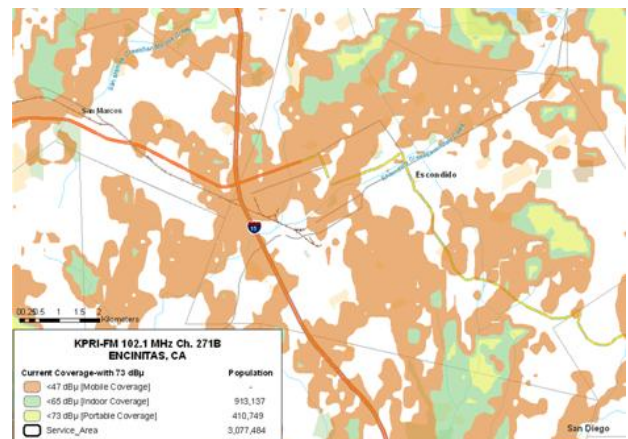 San Marcos
Escondido
15
0 0.25 0.5 1 1.5 2
Kilometers
KPRI-FM 102.1 MHz Ch. 271B
ENCINITAS, CA
Current Coverage-with 73 dBµ Population
<47 dBµ [Mobile Coverage] -
<65 dBµ [Indoor Coverage] 913,137
<73 dBµ [Portable Coverage] 410,749
Service_Area 3,077,484
San Diego